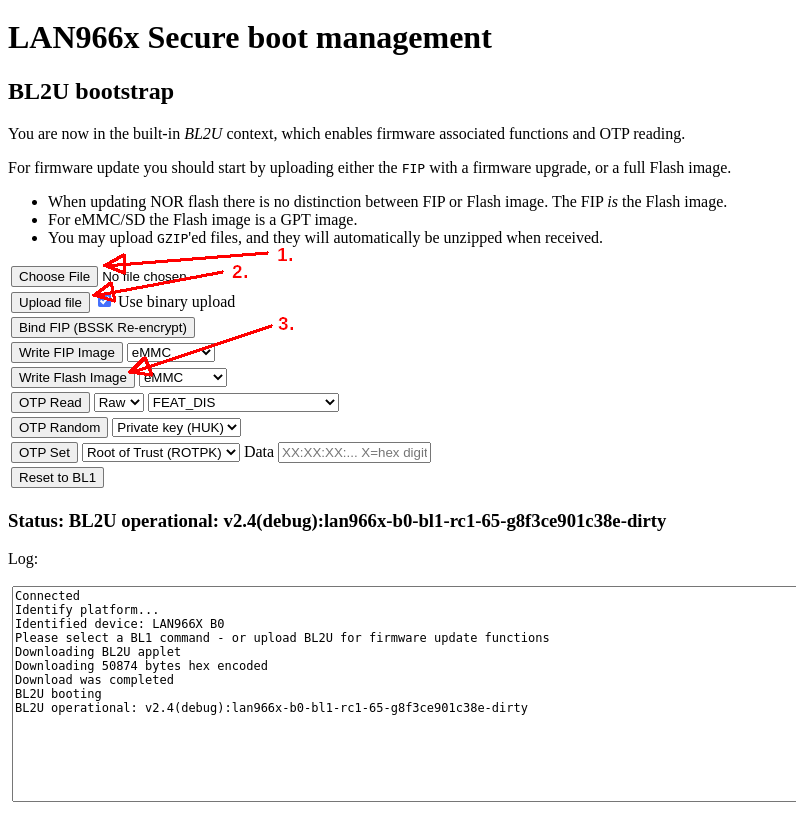 LAN966x Secure boot management
BL2U bootstrap
You are now in the built-in BL2U context, which enables firmware associated functions and OTP reading.
For firmware update you should start by uploading either the FIP with a firmware upgrade, or a full Flash image.
• When updating NOR flash there is no distinction between FIP or Flash image. The FIP is the Flash image.
• For eMMC/SD the Flash image is a GPT image.
• You may upload GZIP'ed files, and they will automatically be unzipped when received.
1.
Choose File No file chosen
2.
Upload file Use binary upload
Bind FIP (BSSK Re-encrypt)
3.
Write FIP Image eMMC
Write Flash Image eMMC
OTP Read Raw FEAT_DIS
OTP Random Private key (HUK)
OTP Set Root of Trust (ROTPK) Data XX:XX:XX:... X=hex digit
Reset to BL1
Status: BL2U operational: v2.4(debug):lan966x-b0-bl1-rc1-65-g8f3ce901c38e-dirty
Log:
Connected
Identify platform...
Identified device: LAN966X B0
Please select a BL1 command - or upload BL2U for firmware update functions
Downloading BL2U applet
Downloading 50874 bytes hex encoded
Download was completed
BL2U booting
BL2U operational: v2.4(debug):lan966x-b0-bl1-rc1-65-g8f3ce901c38e-dirty